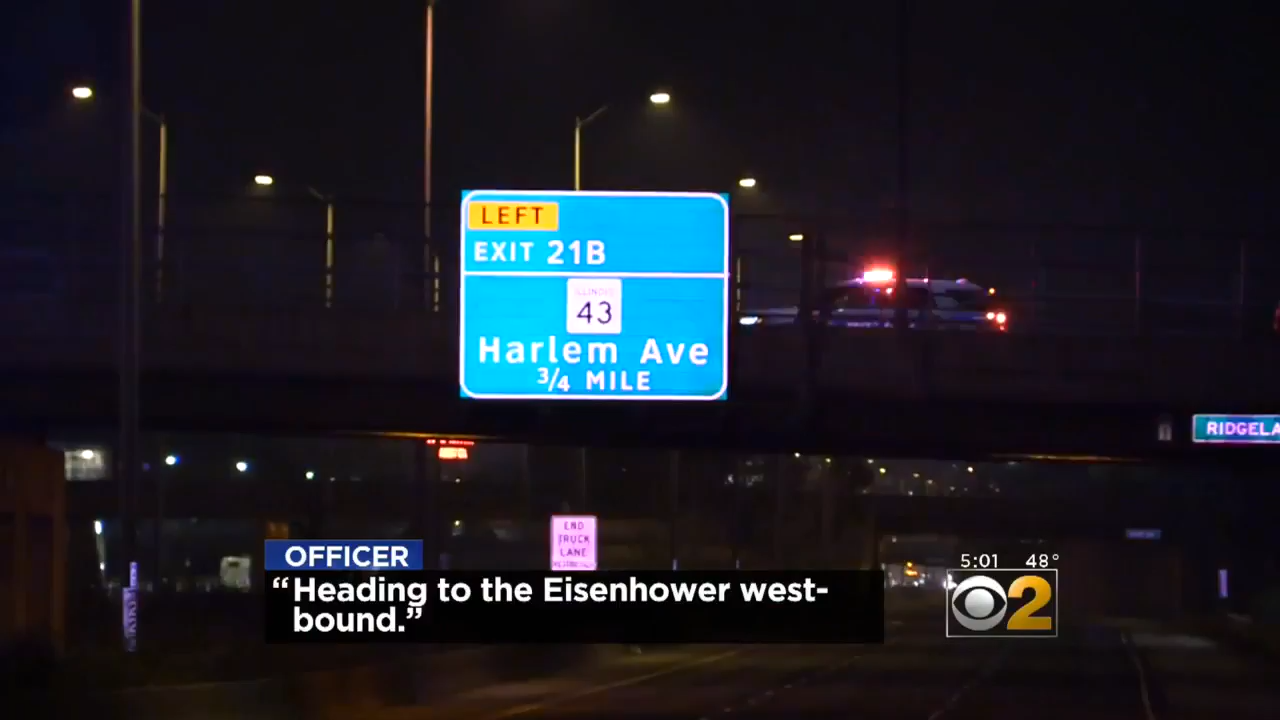 LEFT
EXIT 21B
ILLINOIS
43
Harlem Ave
3/4 MILE
RIDGELA
END
TRUCK
LANE
OFFICER
“Heading to the Eisenhower west-
bound.”
5:01 48°
2